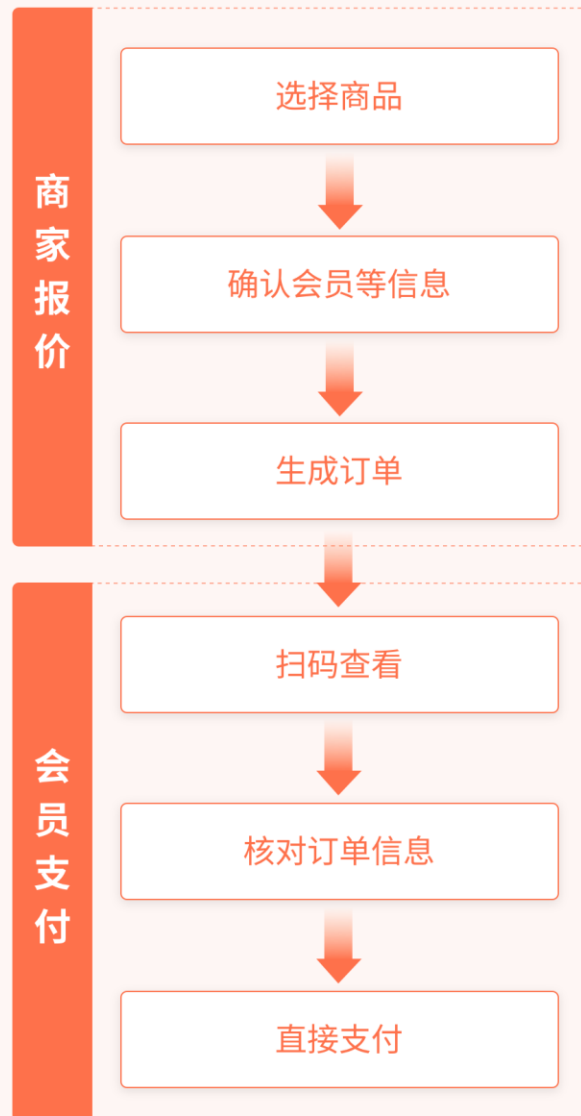 商家报价
选择商品
确认会员等信息
生成订单
会员支付
扫码查看
核对订单信息
直接支付